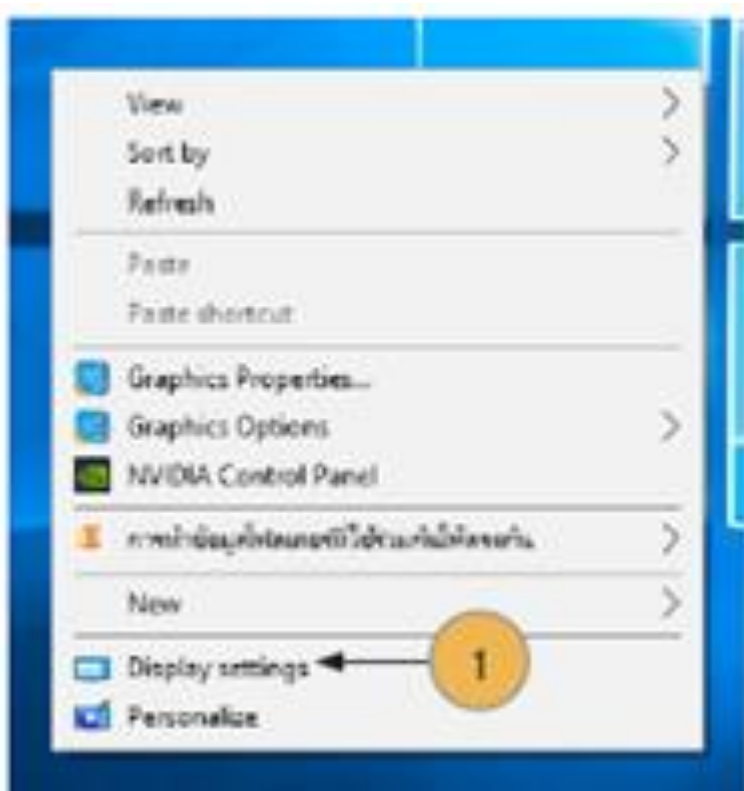 View
Sort by
Refresh
Paste
Paste shortcut
Graphics Properties...
Graphics Options
NVIDIA Control Panel
New
Display settings
1
Personalize